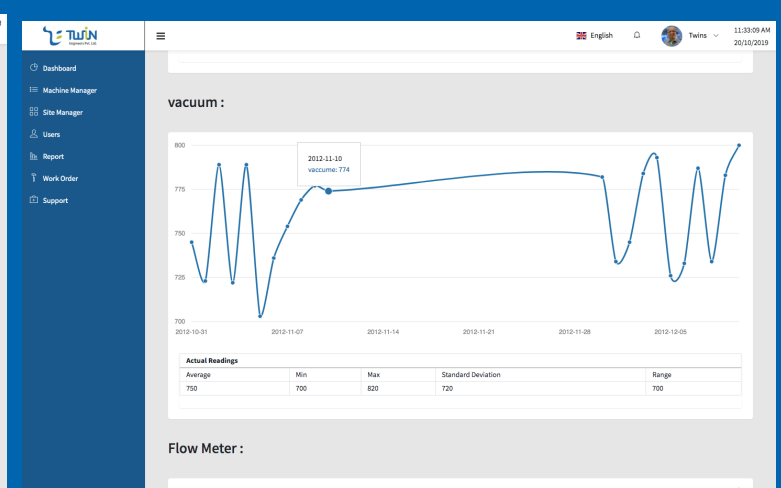 TWIN
Engineers Pvt. Ltd.
English
Twins
11:33:09 AM
20/10/2019
Dashboard
Machine Manager
Site Manager
Users
Report
Work Order
Support
vacuum :
800
775
750
725
700
2012-11-10
vaccume: 774
2012-10-31 2012-11-07 2012-11-14 2012-11-21 2012-11-28 2012-12-05
Actual Readings
Average Min Max Standard Deviation Range
750 700 820 720 700
Flow Meter :